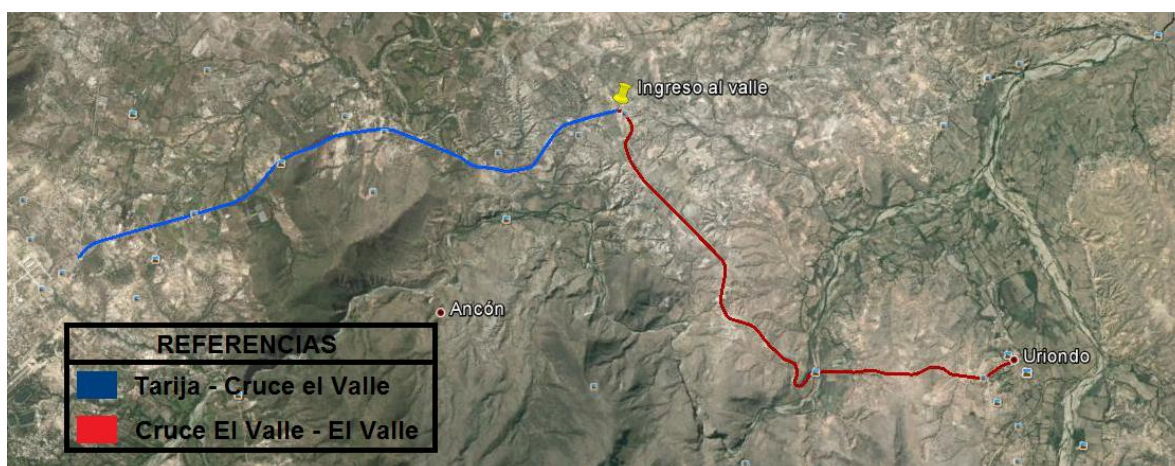 Ingreso al valle
Ancón
Uriondo
REFERENCIAS
Tarija - Cruce el Valle
Cruce El Valle - El Valle